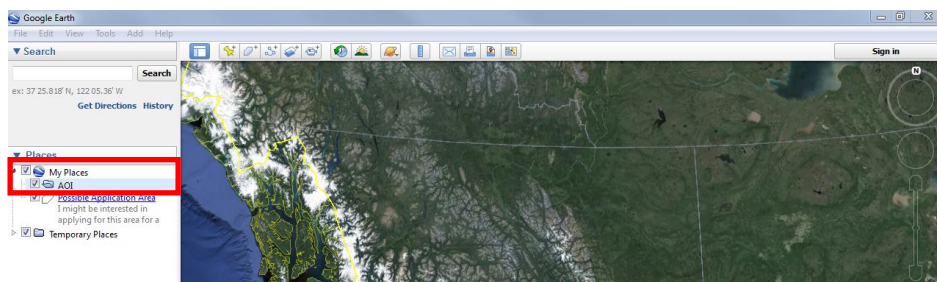 Google Earth
File Edit View Tools Add Help
▼ Search
Sign in
Search
ex: 37 25.818' N, 122 05.36' W
Get Directions History
N
▼ Places
My Places
AOI
Possible Application Area
I might be interested in
applying for this area for a
Temporary Places